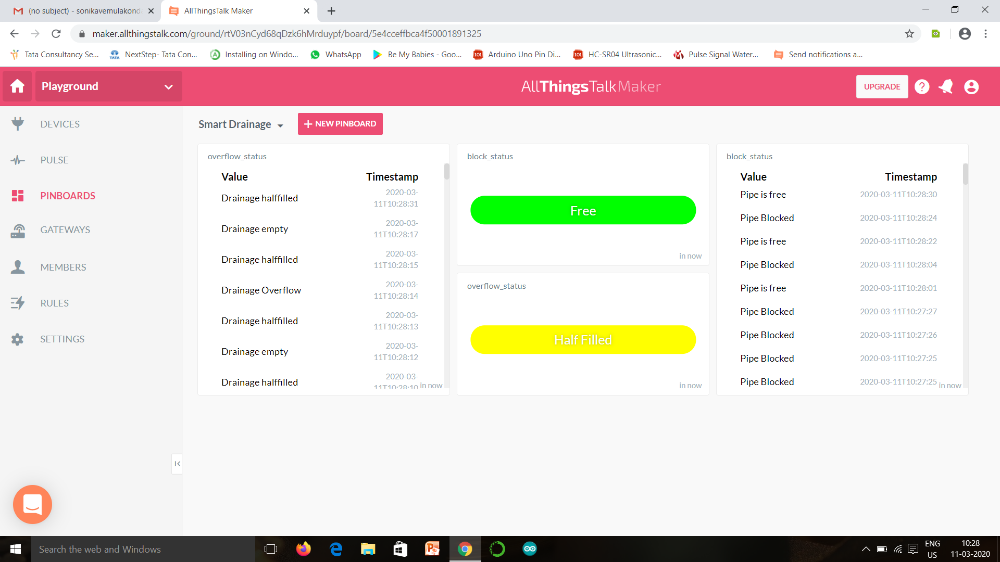 (no subject) - sonikavemulakond
AllThingsTalk Maker
maker.allthingstalk.com/ground/rtV03nCyd68qDzk6hMrduypf/board/5e4cceffbca4f50001891325
Tata Consultancy Se...
NextStep- Tata Con...
Installing on Windo...
WhatsApp
Be My Babies - Goo...
Arduino Uno Pin Di...
HC-SR04 Ultrasonic...
Pulse Signal Water...
Send notifications a...
Playground
AllThingsTalkMaker
UPGRADE
DEVICES
PULSE
PINBOARDS
GATEWAYS
MEMBERS
RULES
SETTINGS
Smart Drainage
+ NEW PINBOARD
overflow_status
Value Timestamp
Drainage halffilled 2020-03-
11T10:28:31
Drainage empty 2020-03-
11T10:28:17
Drainage halffilled 2020-03-
11T10:28:15
Drainage Overflow 2020-03-
11T10:28:14
Drainage halffilled 2020-03-
11T10:28:13
Drainage empty 2020-03-
11T10:28:12
Drainage halffilled 2020-03-
11T10:28:10
in now
block_status
Free
in now
overflow_status
Half Filled
in now
block_status
Value Timestamp
Pipe is free 2020-03-11T10:28:30
Pipe Blocked 2020-03-11T10:28:24
Pipe is free 2020-03-11T10:28:22
Pipe Blocked 2020-03-11T10:28:04
Pipe is free 2020-03-11T10:28:01
Pipe Blocked 2020-03-11T10:27:27
Pipe Blocked 2020-03-11T10:27:26
Pipe Blocked 2020-03-11T10:27:25
Pipe Blocked 2020-03-11T10:27:25
in now
Search the web and Windows
ENG
US
10:28
11-03-2020